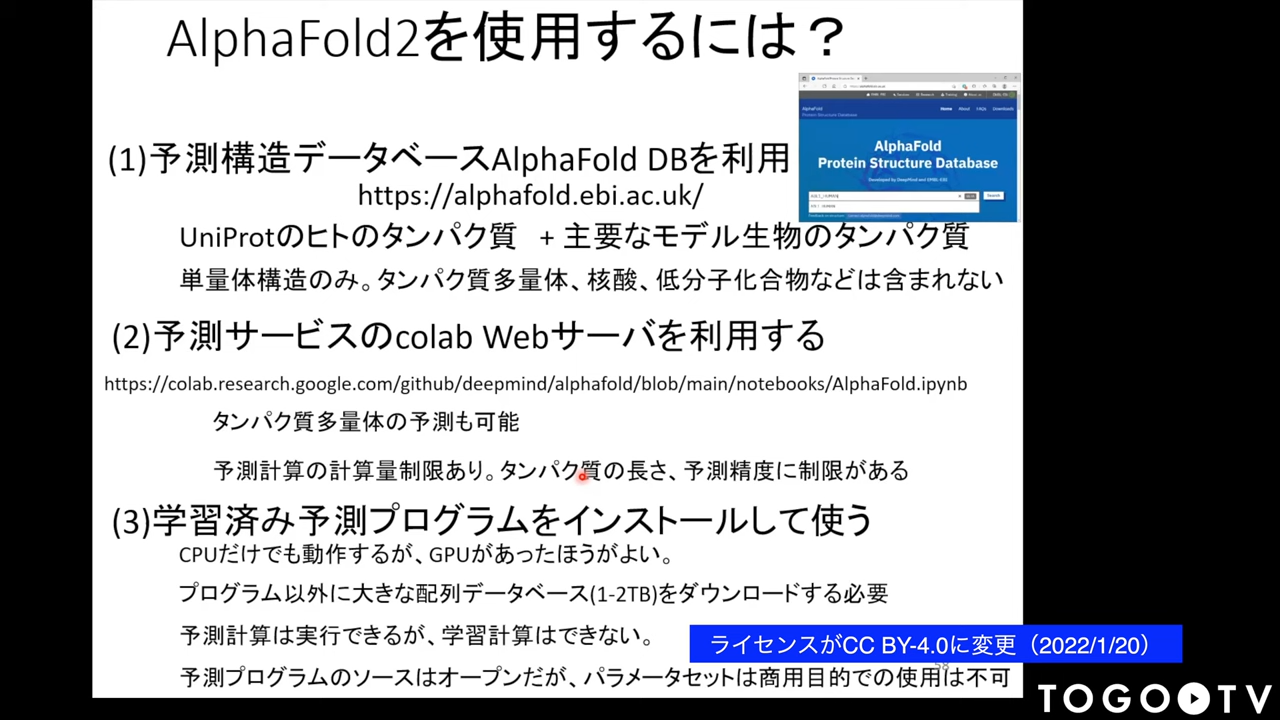 AlphaFold2を使用するには？
(1)予測構造データベースAlphaFold DBを利用
https://alphafold.ebi.ac.uk/
AlphaFold
Protein Structure Database
Home About FAQs Downloads
AlphaFold
Protein Structure Database
Developed by DeepMind and EMBL-EBI
Search
UniProtのヒトのタンパク質 + 主要なモデル生物のタンパク質
単量体構造のみ。タンパク質多量体、核酸、低分子化合物などは含まれない
(2)予測サービスのcolab Webサーバを利用する
https://colab.research.google.com/github/deepmind/alphafold/blob/main/notebooks/AlphaFold.ipynb
タンパク質多量体の予測も可能
予測計算の計算量制限あり。タンパク質の長さ、予測精度に制限がある
(3)学習済み予測プログラムをインストールして使う
CPUだけでも動作するが、GPUがあったほうがよい。
プログラム以外に大きな配列データベース(1-2TB)をダウンロードする必要
予測計算は実行できるが、学習計算はできない。
ライセンスがCC BY-4.0に変更（2022/1/20）
58
予測プログラムのソースはオープンだが、パラメータセットは商用目的での使用は不可
TOGO TV